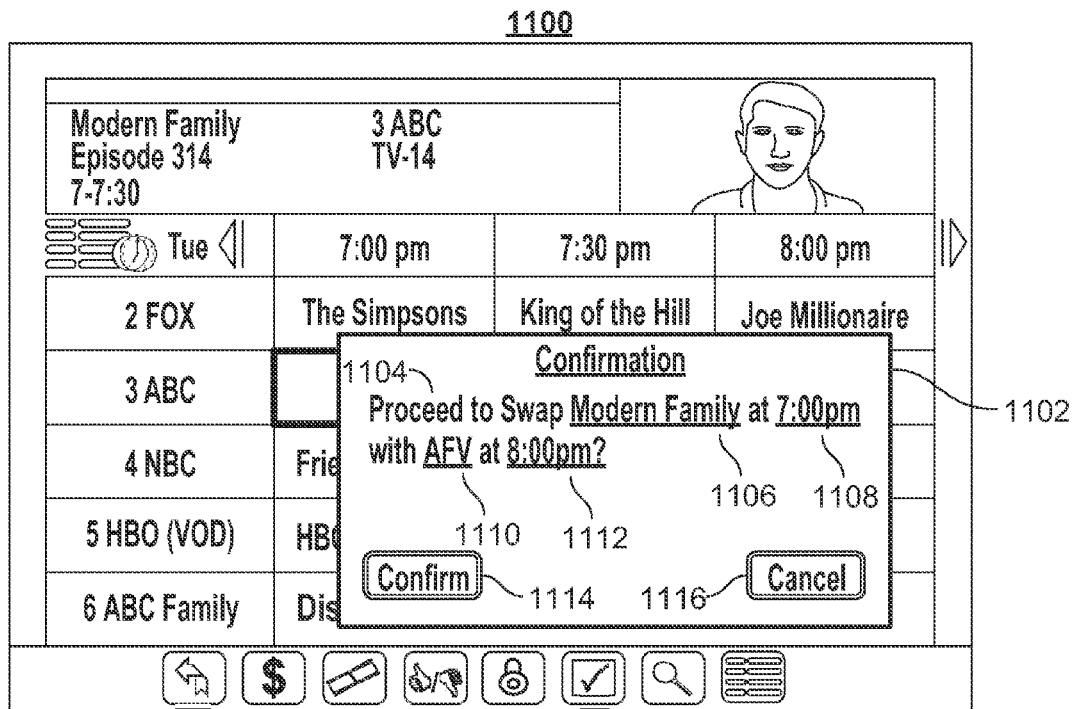 1100
Modern Family 3 ABC
Episode 314 TV-14
7-7:30
Tue 7:00 pm 7:30 pm 8:00 pm
2 FOX The Simpsons King of the Hill Joe Millionaire
Confirmation
3 ABC 1104
Proceed to Swap Modern Family at 7:00pm
1102
with AFV at 8:00pm?
4 NBC Frie
1106 1108
1110 1112
5 HBO (VOD) HBO
Confirm 1114 1116 Cancel
6 ABC Family Dis
$